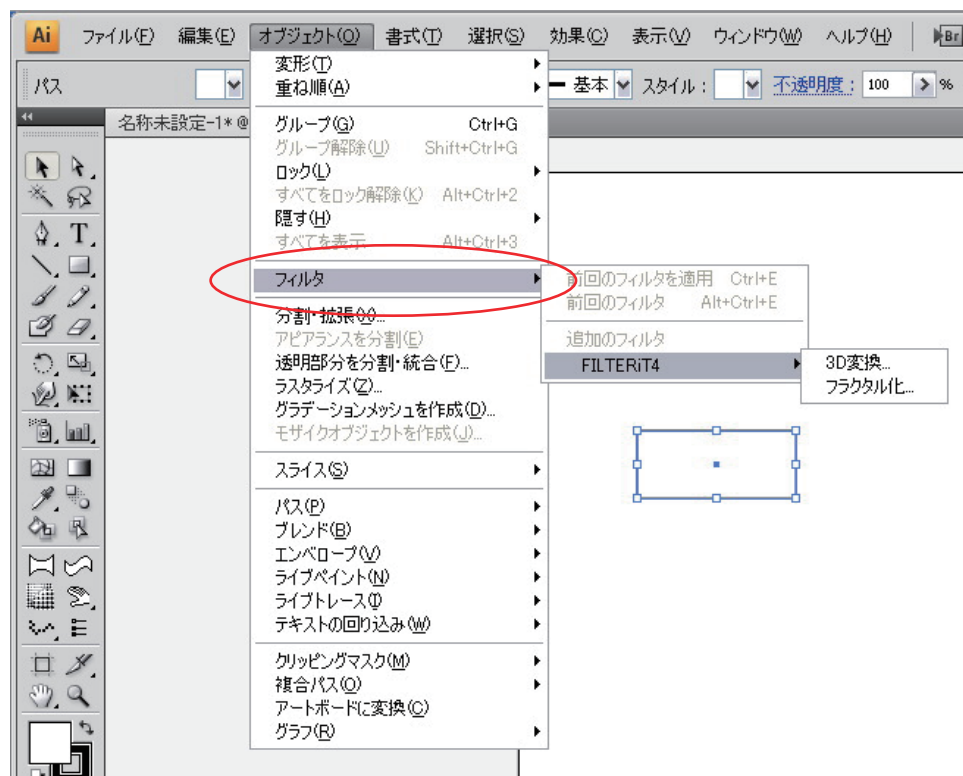 Ai ファイル(F) 編集(E) オブジェクト(O) 書式(T) 選択(S) 効果(C) 表示(V) ウィンドウ(W) ヘルプ(H) Br
パス 基本 スタイル : 不透明度 : 100 %
名称未設定-1* @
変形(T)
重ね順(A)
グループ(G) Ctrl+G
グループ解除(U) Shift+Ctrl+G
ロック(L)
すべてをロック解除(K) Alt+Ctrl+2
隠す(H)
すべてを表示 Alt+Ctrl+3
フィルタ
分割・拡張(X)...
アピアランスを分割(E)
透明部分を分割・統合(F)...
ラスタライズ(Z)...
グラデーションメッシュを作成(D)...
モザイクオブジェクトを作成(J)...
スライス(S)
パス(P)
ブレンド(B)
エンベロープ(V)
ライブペイント(N)
ライブトレース(I)
テキストの回り込み(W)
クリッピングマスク(M)
複合パス(O)
アートボードに変換(C)
グラフ(R)
前回のフィルタを適用 Ctrl+E
前回のフィルタ Alt+Ctrl+E
追加のフィルタ
FILTERiT4
3D変換...
フラクタル化...